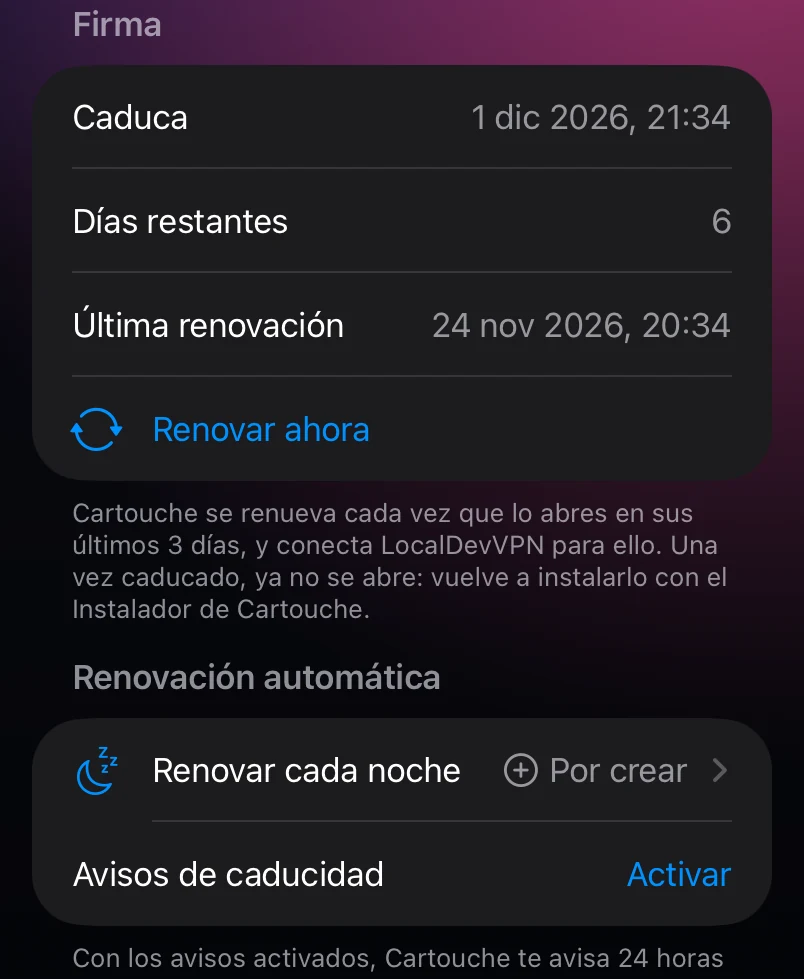 Firma
Caduca 1 dic 2026, 21:34
Días restantes 6
Última renovación 24 nov 2026, 20:34
Renovar ahora
Cartouche se renueva cada vez que lo abres en sus
últimos 3 días, y conecta LocalDevVPN para ello. Una
vez caducado, ya no se abre: vuelve a instalarlo con el
Instalador de Cartouche.
Renovación automática
Renovar cada noche Por crear
Avisos de caducidad Activar
Con los avisos activados, Cartouche te avisa 24 horas